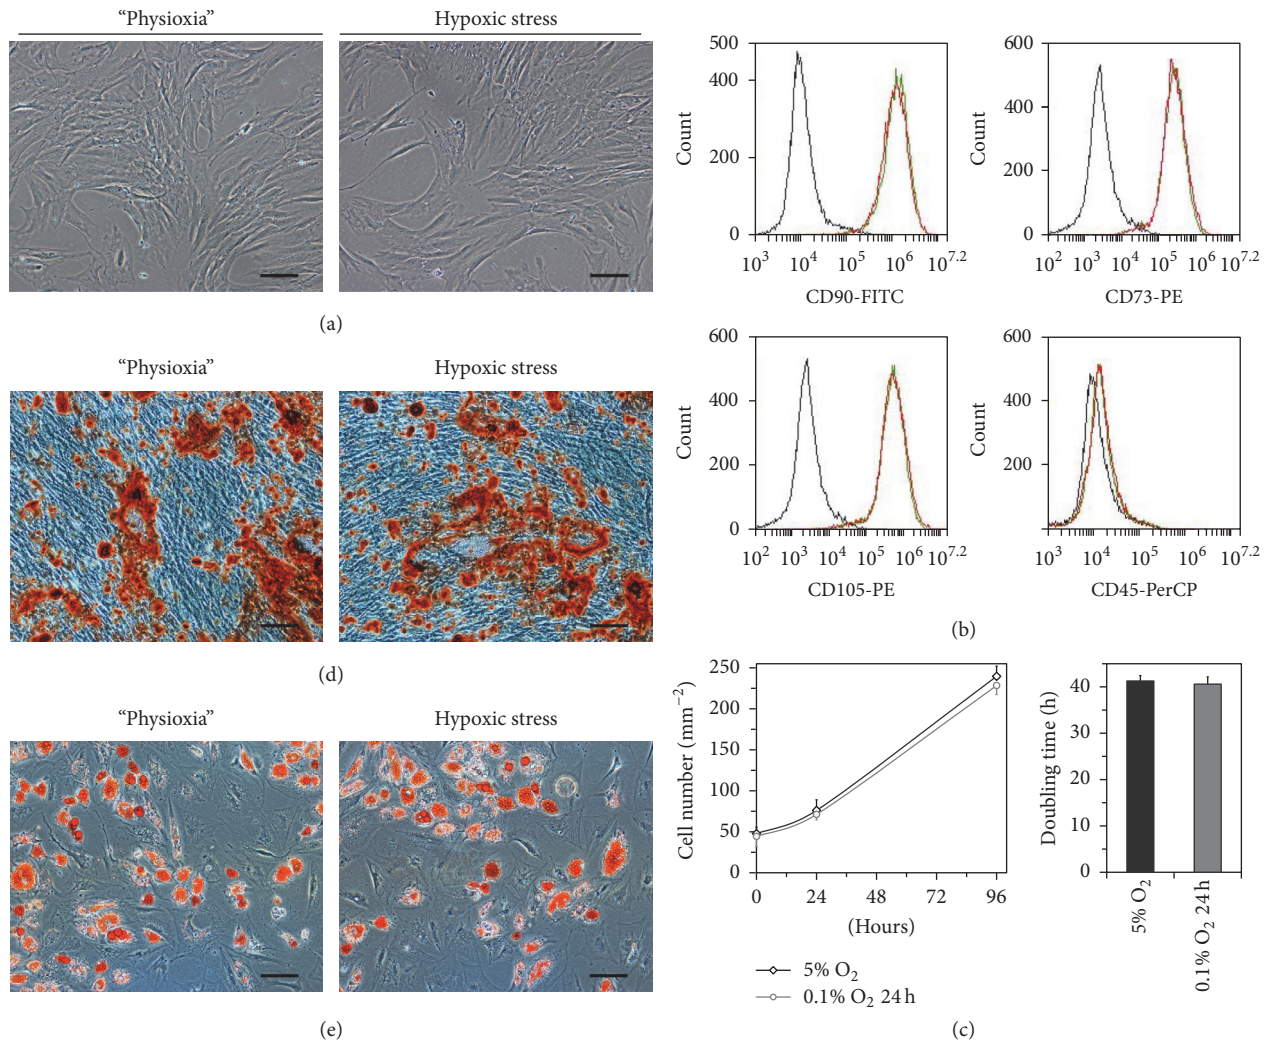 “Physioxia”
Hypoxic stress
(a)
“Physioxia”
Hypoxic stress
(d)
“Physioxia”
Hypoxic stress
(e)
500
400
200
0
Count
10^3 10^4 10^5 10^6 10^7.2
CD90-FITC
600
400
200
0
Count
10^2 10^3 10^4 10^5 10^6 10^7.2
CD73-PE
600
400
200
0
Count
10^2 10^3 10^4 10^5 10^6 10^7.2
CD105-PE
600
400
200
Count
10^3 10^4 10^5 10^6 10^7.2
CD45-PerCP
(b)
250
200
150
100
50
0
Cell number (mm−2)
0 24 48 72 96
(Hours)
5% O2
0.1% O2 24 h
40
30
20
10
0
Doubling time (h)
5% O2
0.1% O2 24 h
(c)